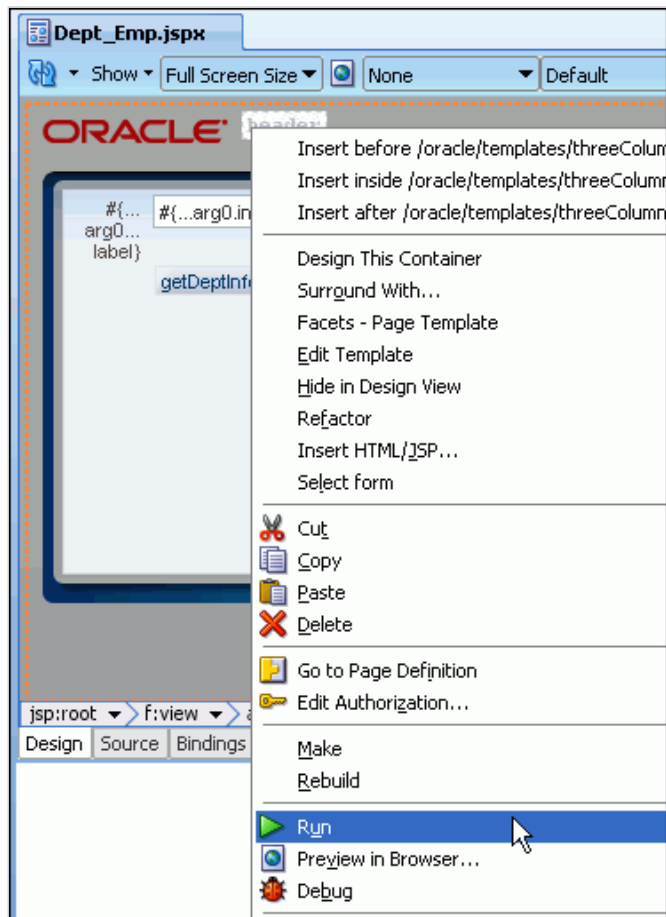 Dept_Emp.jspx
Show Full Screen Size None Default
ORACLE header
#{... arg0... label}
#{...arg0.in
getDeptInf
Insert before /oracle/templates/threeColum
Insert inside /oracle/templates/threeColumn
Insert after /oracle/templates/threeColumn
Design This Container
Surround With...
Facets - Page Template
Edit Template
Hide in Design View
Refactor
Insert HTML/JSP...
Select form
Cut
Copy
Paste
Delete
Go to Page Definition
Edit Authorization...
jsp:root f:view
Design Source Bindings
Make
Rebuild
Run
Preview in Browser...
Debug